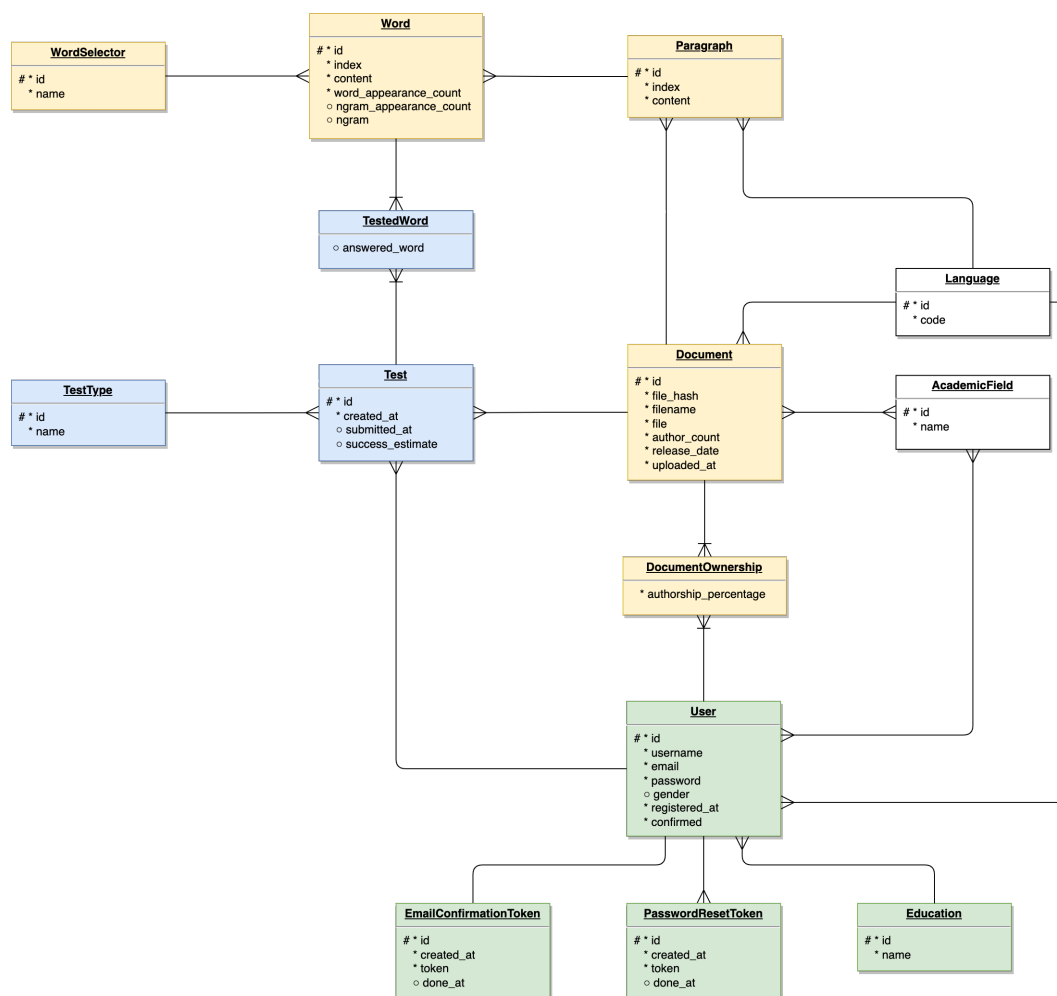 WordSelector
# * id
* name
Word
# * id
* index
* content
* word_appearance_count
○ ngram_appearance_count
○ ngram
Paragraph
# * id
* index
* content
TestedWord
○ answered_word
Language
# * id
* code
TestType
# * id
* name
Test
# * id
* created_at
○ submitted_at
○ success_estimate
Document
# * id
* file_hash
* filename
* file
* author_count
* release_date
* uploaded_at
AcademicField
# * id
* name
DocumentOwnership
* authorship_percentage
User
# * id
* username
* email
* password
○ gender
* registered_at
* confirmed
EmailConfirmationToken
# * id
* created_at
* token
○ done_at
PasswordResetToken
# * id
* created_at
* token
○ done_at
Education
# * id
* name